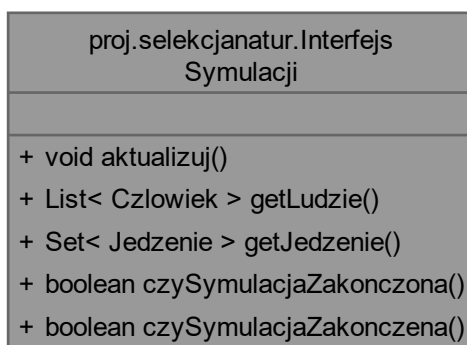 proj.selekcjanatur.Interfejs
Symulacji
+ void aktualizuj()
+ List< Czlowiek > getLudzie()
+ Set< Jedzenie > getJedzenie()
+ boolean czySymulacjaZakonczona()
+ boolean czySymulacjaZakonczena()